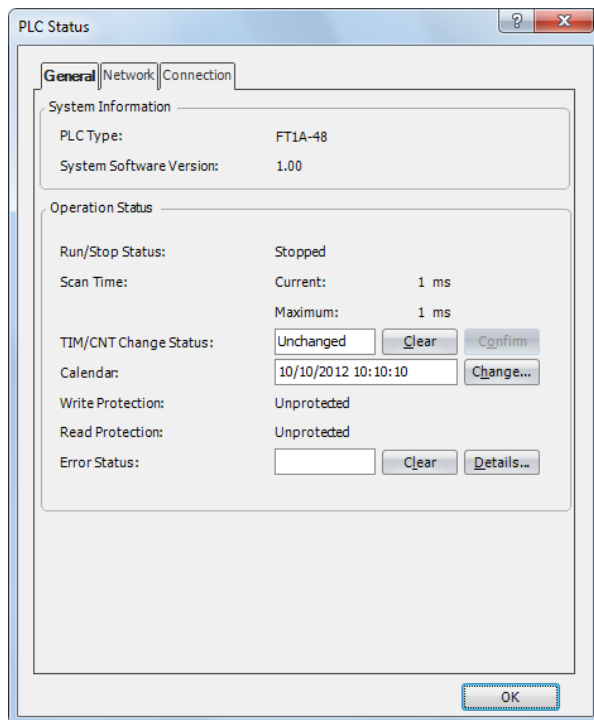 PLC Status
General Network Connection
System Information
PLC Type: FT1A-48
System Software Version: 1.00
Operation Status
Run/Stop Status: Stopped
Scan Time: Current: 1 ms
Maximum: 1 ms
TIM/CNT Change Status: Unchanged Clear Confirm
Calendar: 10/10/2012 10:10:10 Change...
Write Protection: Unprotected
Read Protection: Unprotected
Error Status: Clear Details...
OK